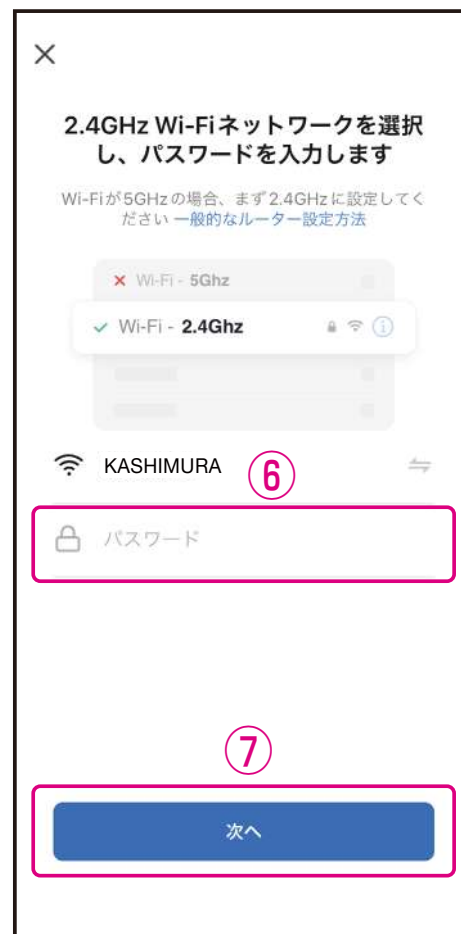 2.4GHz Wi-Fiネットワークを選択
し、パスワードを入力します
Wi-Fiが5GHzの場合、まず2.4GHzに設定してく
ださい 一般的なルーター設定方法
Wi-Fi - 5Ghz
Wi-Fi - 2.4Ghz
KASHIMURA
⑥
パスワード
⑦
次へ